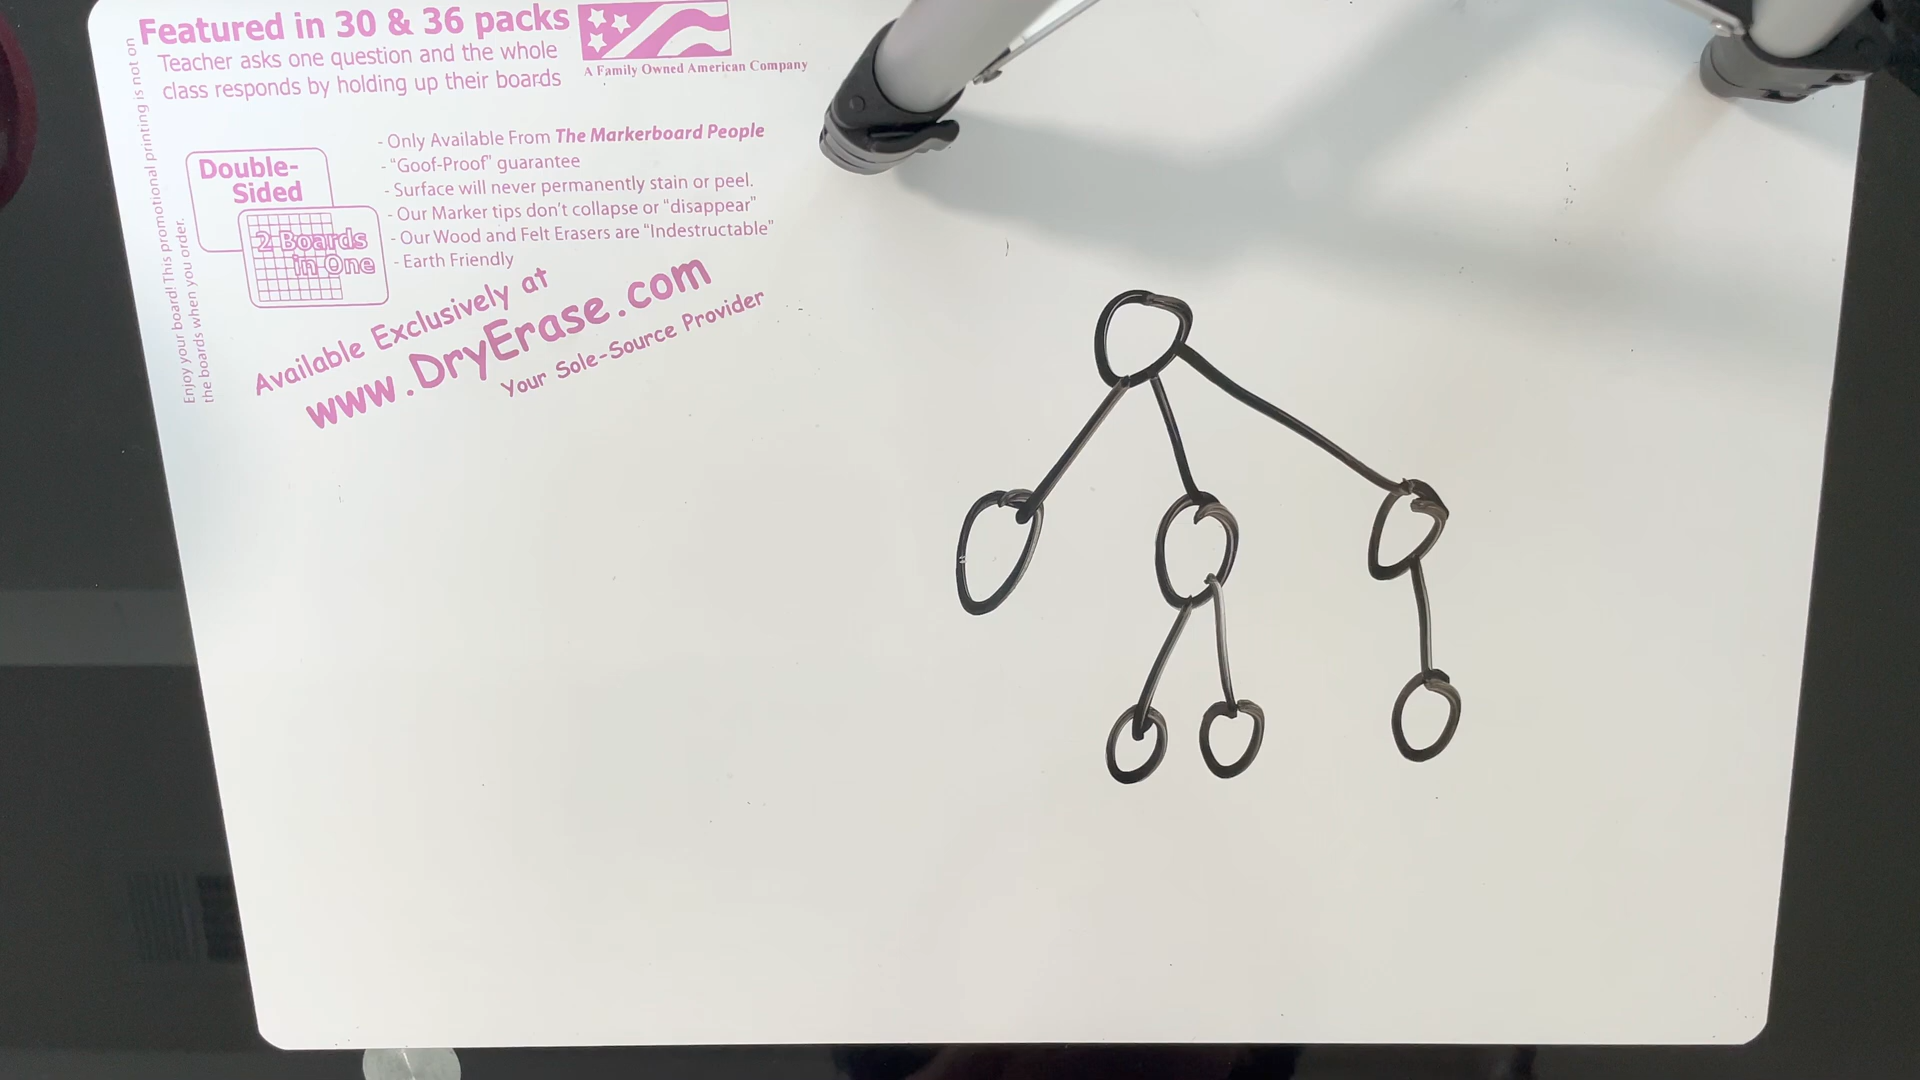 Featured in 30 & 36 packs
Teacher asks one question and the whole
class responds by holding up their boards
A Family Owned American Company
Double-
Sided
2 Boards
in One
- Only Available From The Markerboard People
- "Goof-Proof" guarantee
- Surface will never permanently stain or peel.
- Our Marker tips don't collapse or "disappear"
- Our Wood and Felt Erasers are "Indestructable"
- Earth Friendly
Available Exclusively at
www.DryErase.com
Your Sole-Source Provider
Enjoy your board! This promotional printing is not on
the boards when you order.